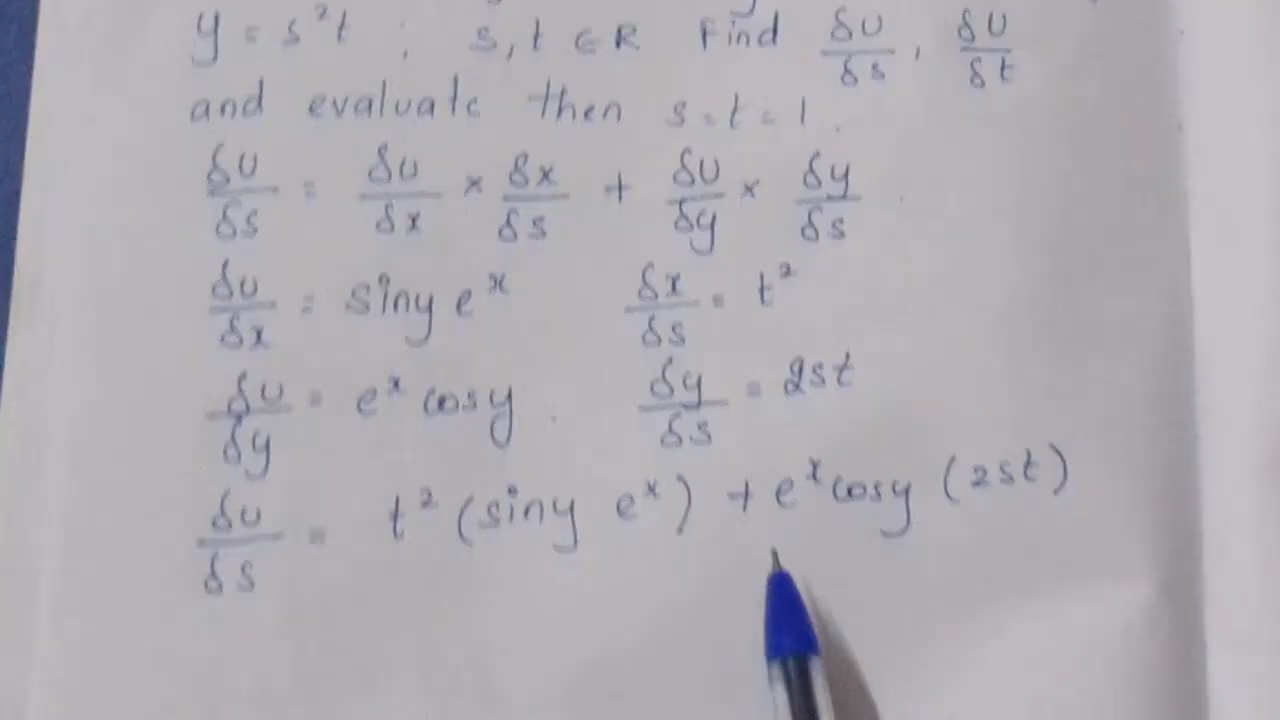 y = s²t ; s, t ∈ R Find δU/δs, δU/δt
and evaluate then s = t = 1.
δU/δs = δU/δx × δx/δs + δU/δy × δy/δs
δU/δx = siny eˣ δx/δs = t²
δU/δy = eˣ cosy. δy/δs = 2st
δU/δs = t² (siny eˣ) + eˣ cosy (2st)